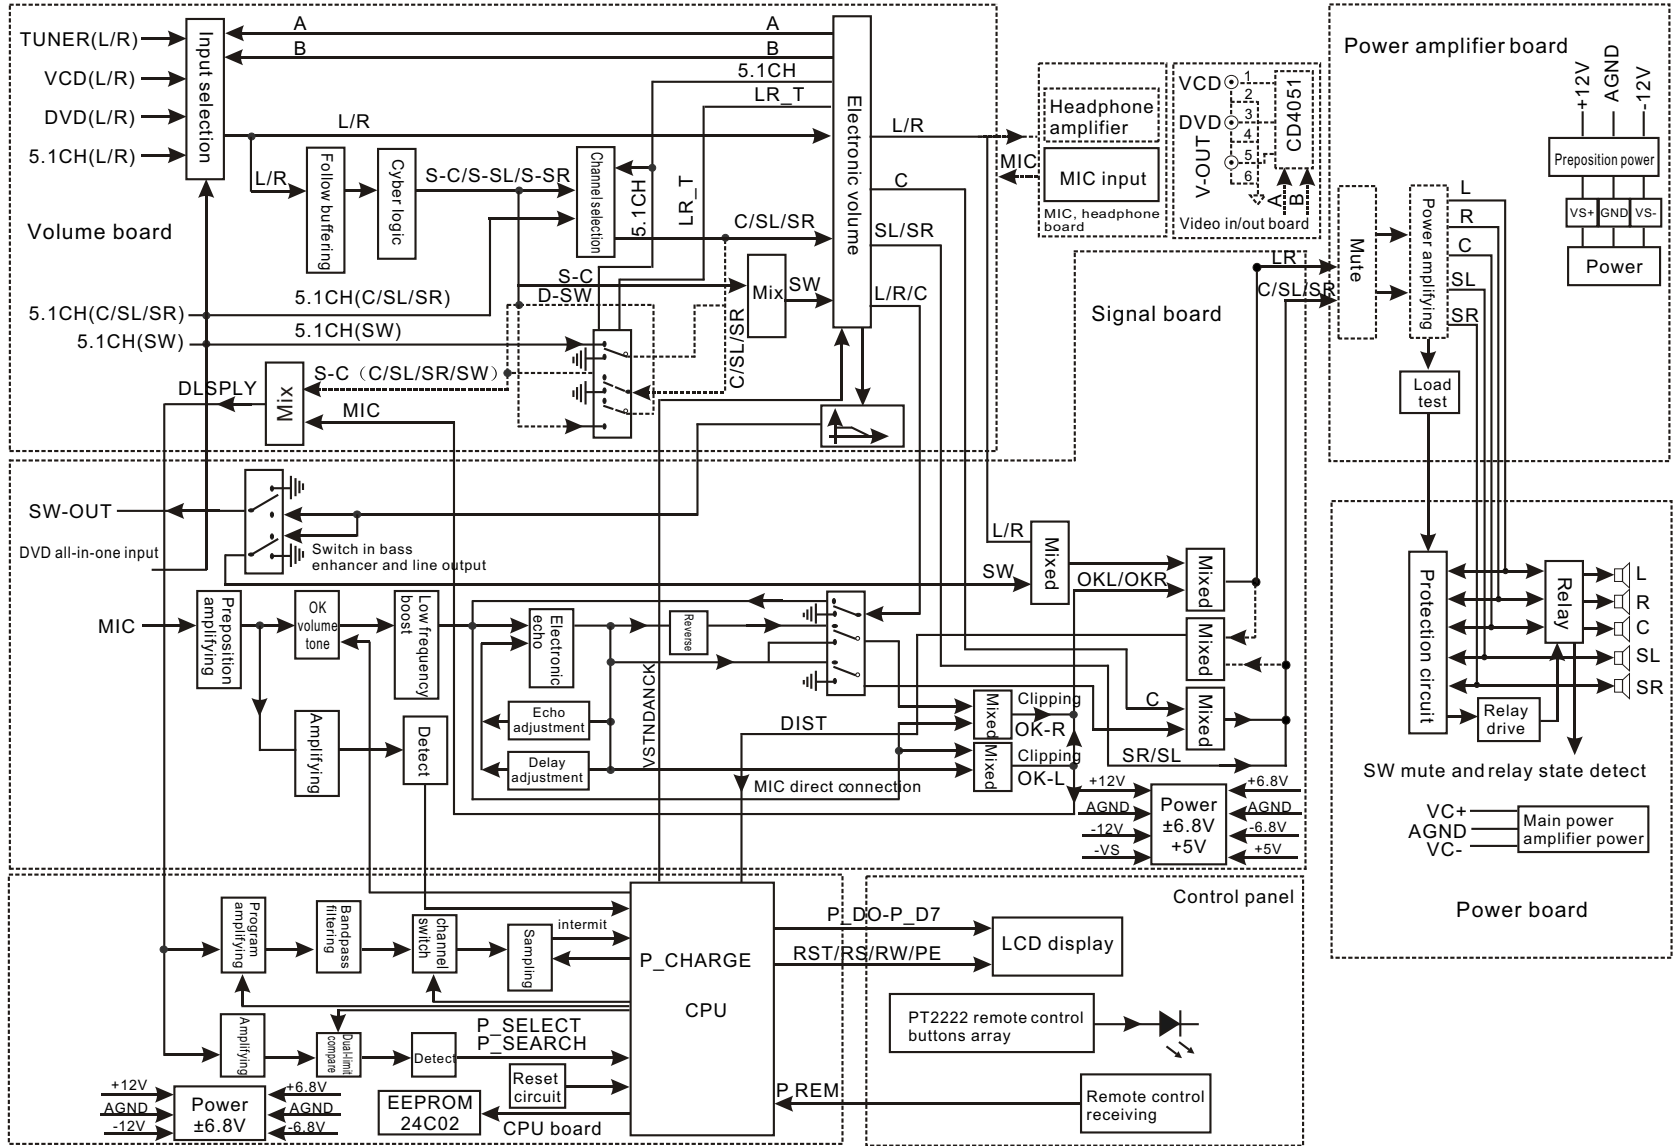 TUNER(L/R)
VCD(L/R)
DVD(L/R)
5.1CH(L/R)
Input selection
A
A
B
B
5.1CH
LR_T
L/R
L/R
Follow buffering
Cyber logic
S-C/S-SL/S-SR
Channel selection
5.1CH
LR_T
C/SL/SR
Volume board
S-C
D-SW
Mix
SW
Electronic volume
L/R
C
SL/SR
L/R/C
5.1CH(C/SL/SR)
5.1CH(C/SL/SR)
5.1CH(SW)
5.1CH(SW)
C/SL/SR
DLSPLY
S-C（C/SL/SR/SW）
Mix
MIC
Headphone
amplifier
MIC
MIC input
MIC, headphone
board
VCD
DVD
V-OUT
1
2
3
4
5
6
CD4051
A
B
Video in/out board
Power amplifier board
+12V
AGND
-12V
Preposition power
VS+
GND
VS-
Power
Mute
Power amplifying
L
R
C
SL
SR
Load
test
LR
C/SL/SR
Signal board
SW-OUT
DVD all-in-one input
Switch in bass
enhancer and line output
L/R
SW
Mixed
OKL/OKR
Mixed
Mixed
Mixed
C
SR/SL
MIC
Preposition
amplifying
OK
volume
tone
Low frequency
boost
Electronic
echo
Reverse
Echo
adjustment
Delay
adjustment
Amplifying
Detect
VSTNDANCK
DIST
MIC direct connection
Mixed
Clipping
OK-R
Mixed
Clipping
OK-L
+12V
AGND
-12V
-VS
Power
±6.8V
+5V
+6.8V
AGND
-6.8V
+5V
Protection circuit
Relay
L
R
C
SL
SR
Relay
drive
SW mute and relay state detect
VC+
AGND
VC-
Main power
amplifier power
Power board
Program
amplifying
Bandpass
filtering
channel
switch
Sampling
intermit
P_CHARGE
CPU
Amplifying
Dual-limit
compare
Detect
P_SELECT
P_SEARCH
Reset
circuit
EEPROM
24C02
CPU board
+12V
AGND
-12V
Power
±6.8V
+6.8V
AGND
-6.8V
Control panel
P_DO-P_D7
RST/RS/RW/PE
LCD display
PT2222 remote control
buttons array
P_REM
Remote control
receiving